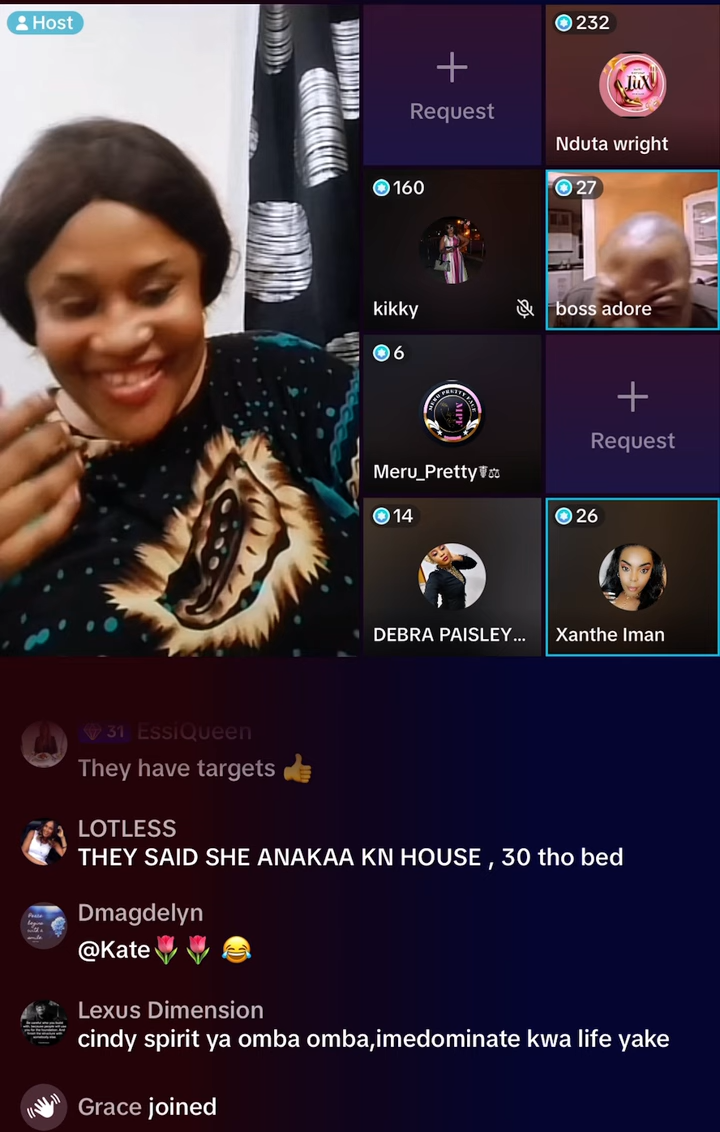 Host
Request
232
LUX
Nduta wright
160
kikky
27
boss adore
6
Meru_Pretty☤⚖
Request
14
DEBRA PAISLEY...
26
Xanthe Iman
31 EssiQueen
They have targets 👍
LOTLESS
THEY SAID SHE ANAKAA KN HOUSE , 30 tho bed
Dmagdelyn
@Kate🌷🌷 😂
Lexus Dimension
cindy spirit ya omba omba,imedominate kwa life yake
Grace joined